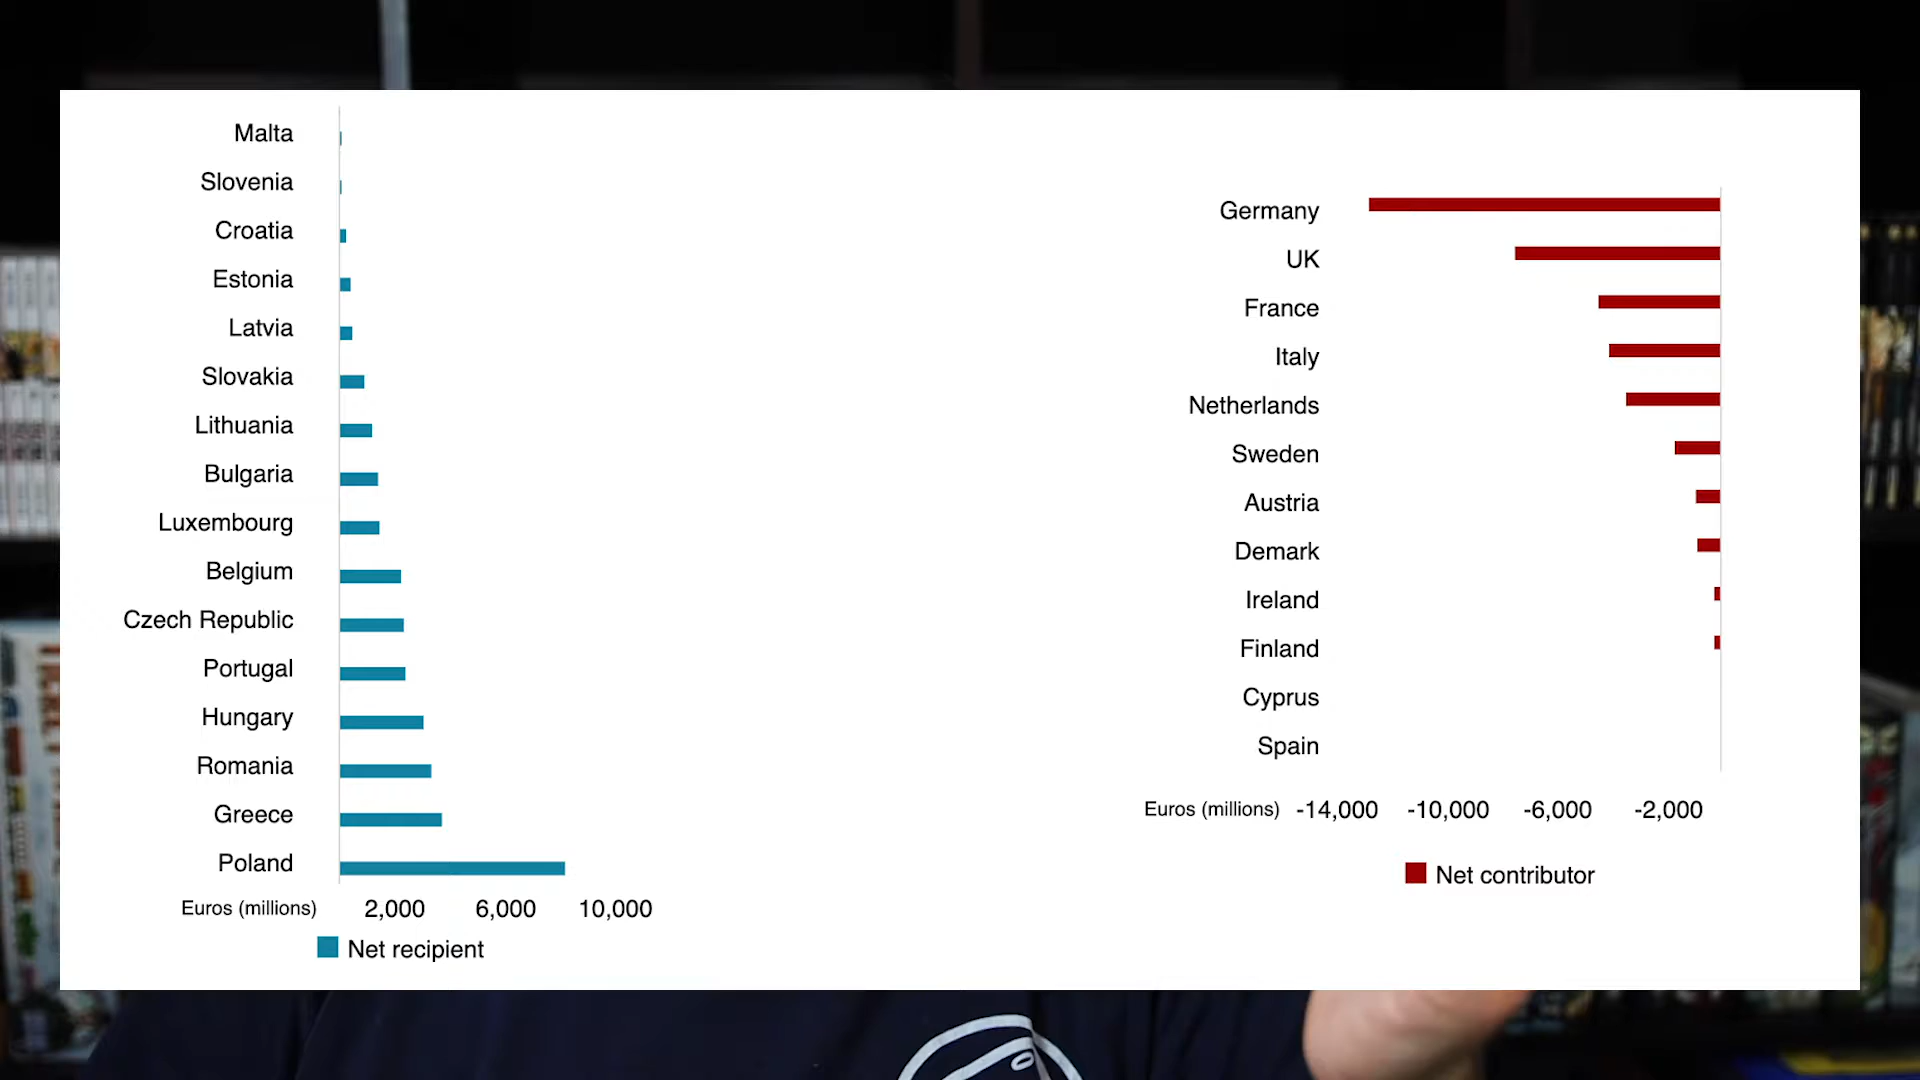 Malta
Slovenia
Croatia
Estonia
Latvia
Slovakia
Lithuania
Bulgaria
Luxembourg
Belgium
Czech Republic
Portugal
Hungary
Romania
Greece
Poland
Euros (millions) 2,000 6,000 10,000
Net recipient
Germany
UK
France
Italy
Netherlands
Sweden
Austria
Demark
Ireland
Finland
Cyprus
Spain
Euros (millions) -14,000 -10,000 -6,000 -2,000
Net contributor